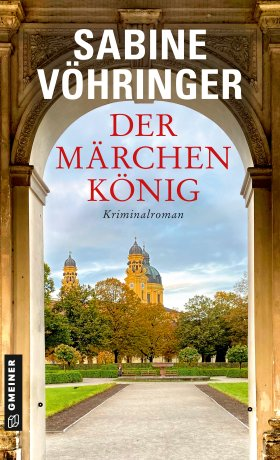 SABINE
VÖHRINGER
DER
MÄRCHEN
KÖNIG
Kriminalroman
GMEINER